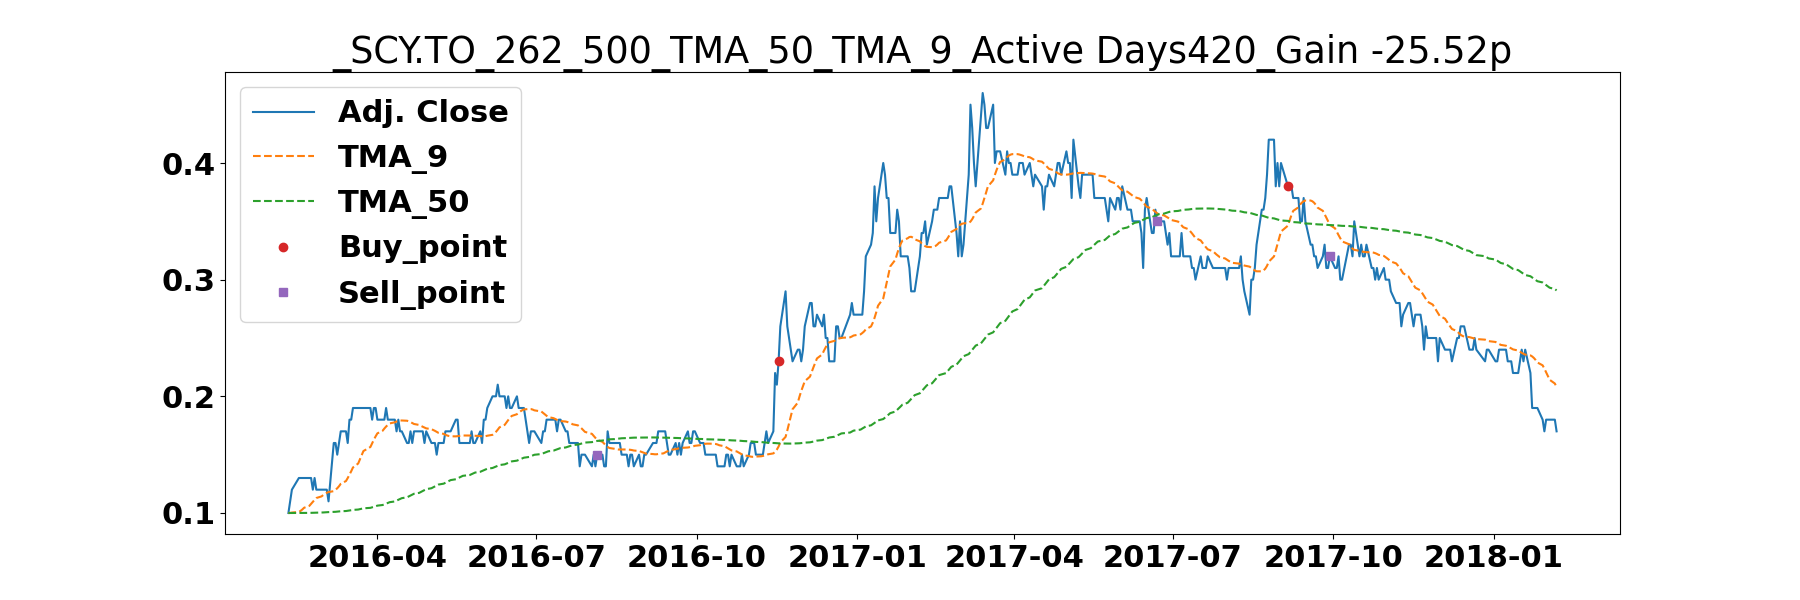 _SCY.TO_262_500_TMA_50_TMA_9_Active Days420_Gain -25.52p
Adj. Close
TMA_9
TMA_50
Buy_point
Sell_point
0.4
0.3
0.2
0.1
2016-04 2016-07 2016-10 2017-01 2017-04 2017-07 2017-10 2018-01